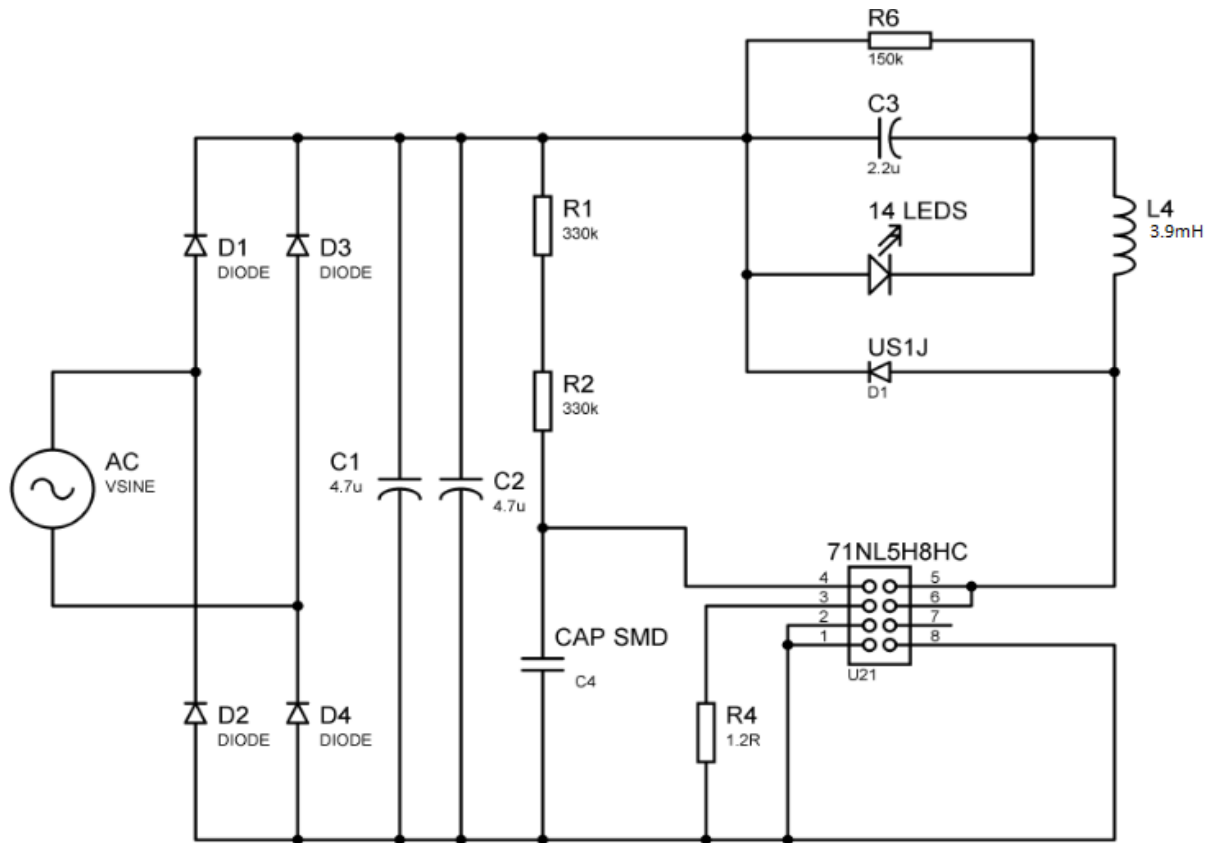 R6
150k
C3
2.2u
14 LEDS
L4
3.9mH
US1J
D1
R1
330k
R2
330k
D1
DIODE
D3
DIODE
AC
VSINE
C1
4.7u
C2
4.7u
71NL5H8HC
4
5
3
6
2
7
1
8
U21
CAP SMD
C4
R4
1.2R
D2
DIODE
D4
DIODE